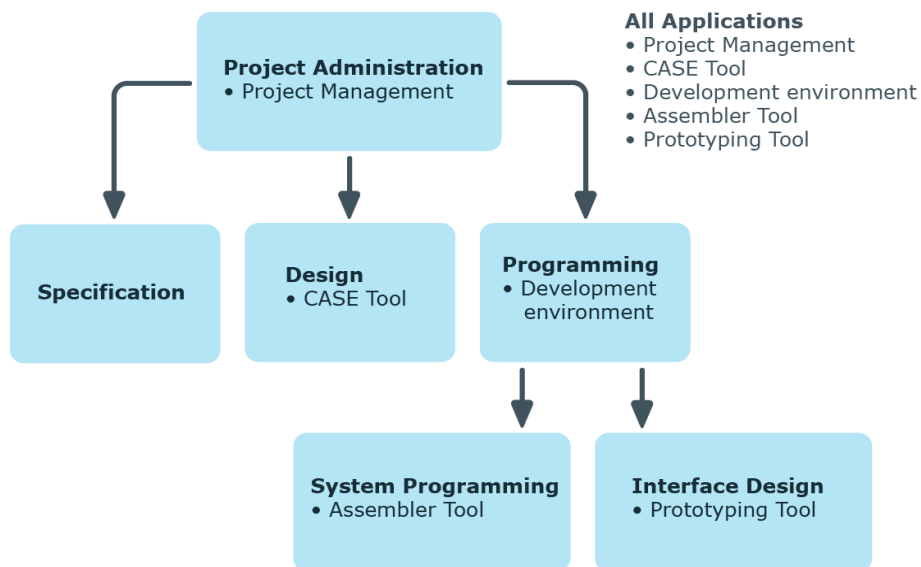 Project Administration
• Project Management
All Applications
• Project Management
• CASE Tool
• Development environment
• Assembler Tool
• Prototyping Tool
Specification
Design
• CASE Tool
Programming
• Development
environment
System Programming
• Assembler Tool
Interface Design
• Prototyping Tool